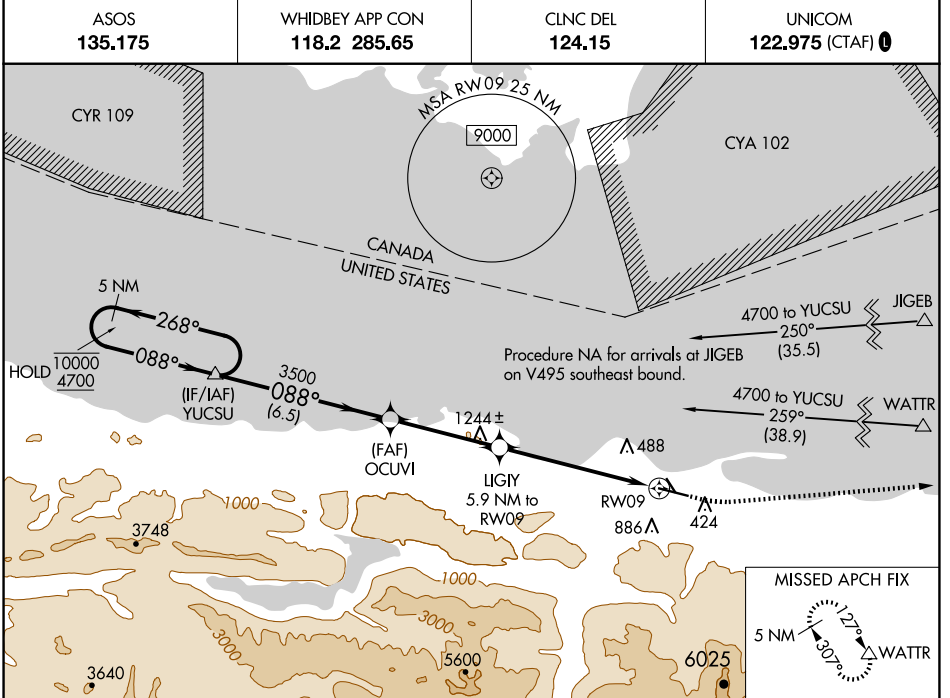 ASOS
135.175
WHIDBEY APP CON
118.2 285.65
CLNC DEL
124.15
UNICOM
122.975 (CTAF) L
CYR 109
MSA RW09 25 NM
9000
CYA 102
CANADA
UNITED STATES
5 NM
268°
088°
HOLD
10000
4700
(IF/IAF)
YUCSU
3500
088°
(6.5)
(FAF)
OCUVI
1244 ±
LIGIY
5.9 NM to
RW09
488
RW09
886
424
4700 to YUCSU
250°
(35.5)
JIGEB
Procedure NA for arrivals at JIGEB
on V495 southeast bound.
4700 to YUCSU
259°
(38.9)
WATTR
1000
3748
1000
3000
3000
3640
5600
6025
MISSED APCH FIX
5 NM
127°
307°
WATTR